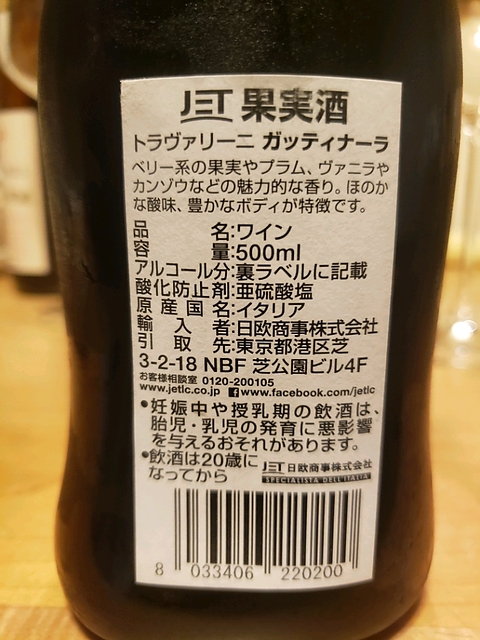 JET 果実酒
トラヴァリーニ ガッティナーラ
ベリー系の果実やプラム、ヴァニラや
カンゾウなどの魅力的な香り。ほのか
な酸味、豊かなボディが特徴です。
品名:ワイン
容量:500ml
アルコール分:裏ラベルに記載
酸化防止剤:亜硫酸塩
原産国名:イタリア
輸入者:日欧商事株式会社
引取先:東京都港区芝
3-2-18 NBF 芝公園ビル4F
お客様相談室 0120-200105
www.jetlc.co.jp www.facebook.com/jetlc
•妊娠中や授乳期の飲酒は、
胎児・乳児の発育に悪影響
を与えるおそれがあります。
•飲酒は20歳に
なってから
JET 日欧商事株式会社
SPECIALISTA DELL'ITALIA
8 033406 220200